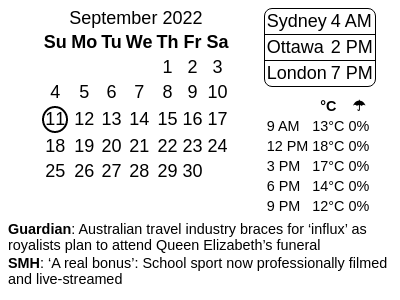 September 2022
Su Mo Tu We Th Fr Sa
1 2 3
4 5 6 7 8 9 10
11 12 13 14 15 16 17
18 19 20 21 22 23 24
25 26 27 28 29 30
Sydney 4 AM
Ottawa 2 PM
London 7 PM
°C ☂
9 AM 13°C 0%
12 PM 18°C 0%
3 PM 17°C 0%
6 PM 14°C 0%
9 PM 12°C 0%
Guardian: Australian travel industry braces for ‘influx’ as
royalists plan to attend Queen Elizabeth’s funeral
SMH: ‘A real bonus’: School sport now professionally filmed
and live-streamed